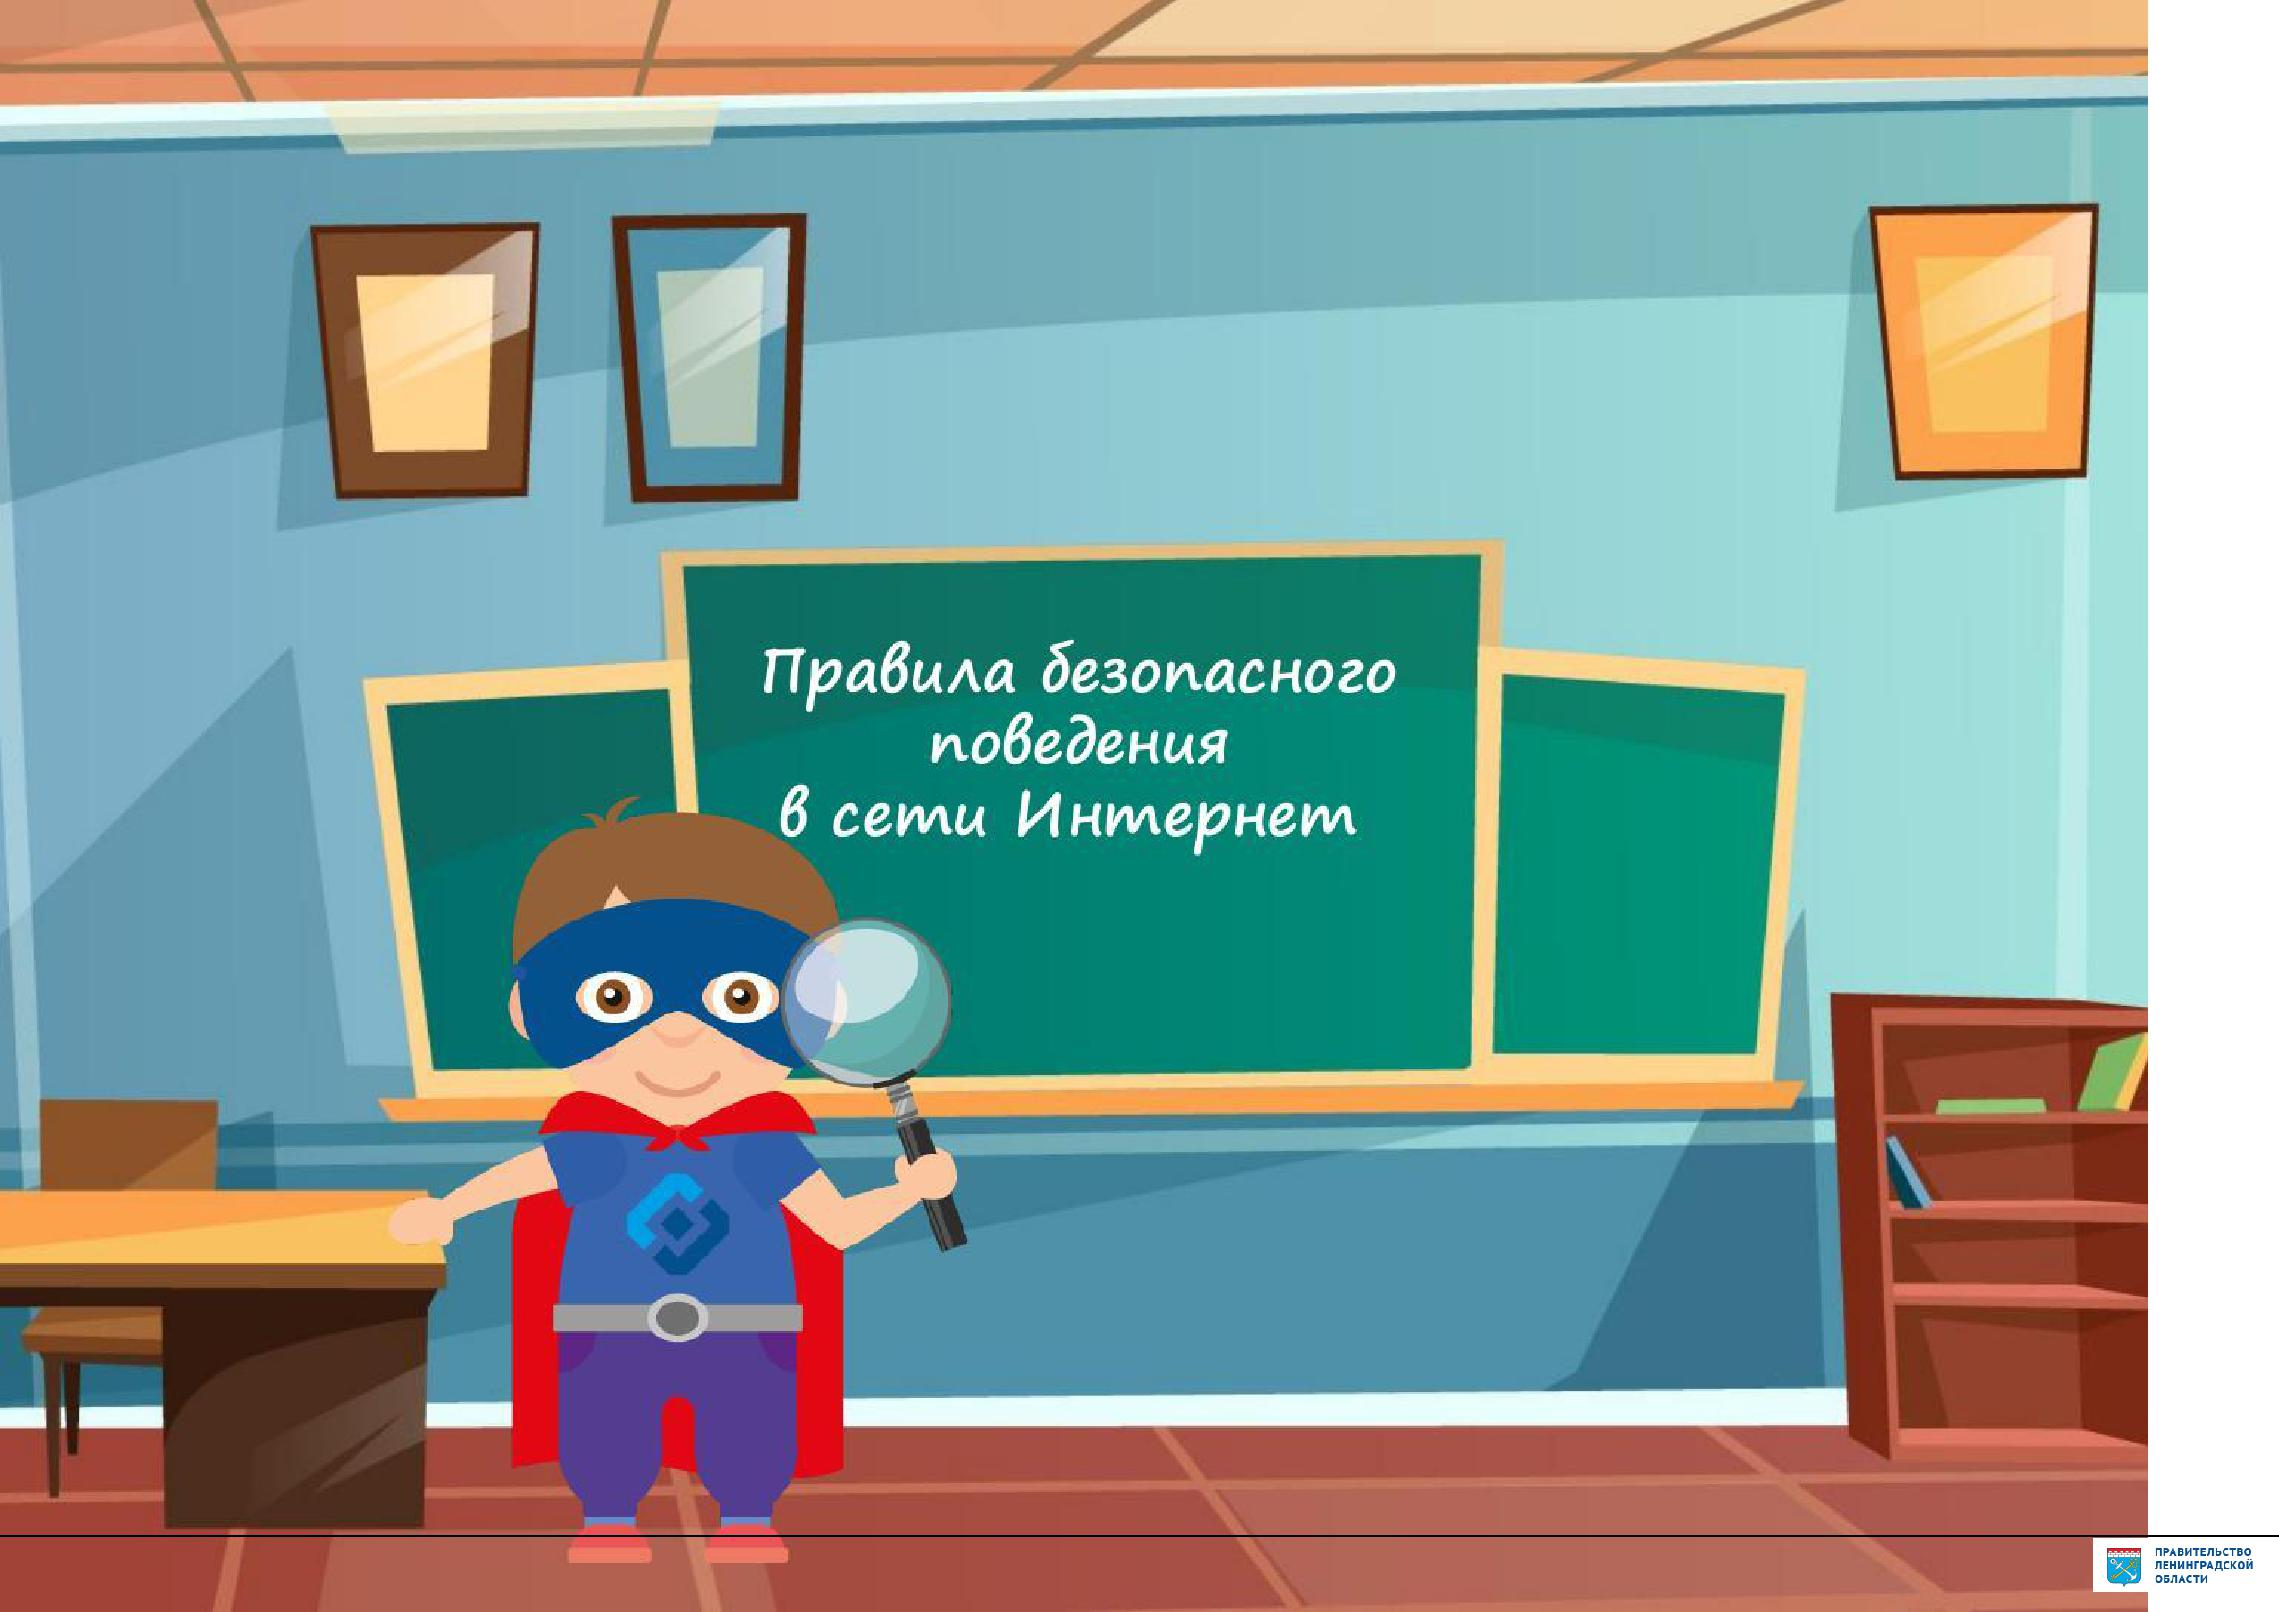 Правила безопасного
поведения
в сети Интернет
ПРАВИТЕЛЬСТВО
ЛЕНИНГРАДСКОЙ
ОБЛАСТИ